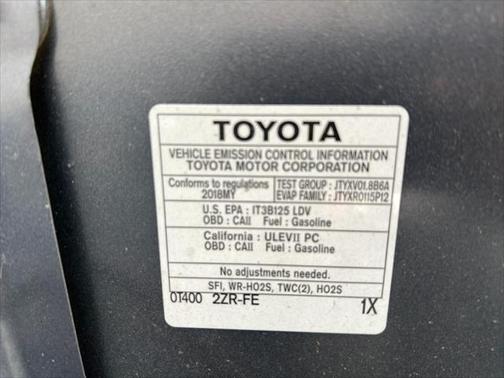 TOYOTA
VEHICLE EMISSION CONTROL INFORMATION
TOYOTA MOTOR CORPORATION
Conforms to regulations
2018MY
TEST GROUP : JTYXV01.8B6A
EVAP FAMILY : JTYXR0115P12
U.S. EPA : IT3B125 LDV
OBD : CAII Fuel : Gasoline
California : ULEVII PC
OBD : CAII Fuel : Gasoline
No adjustments needed.
SFI, WR-HO2S, TWC(2), HO2S
0T400 2ZR-FE 1X